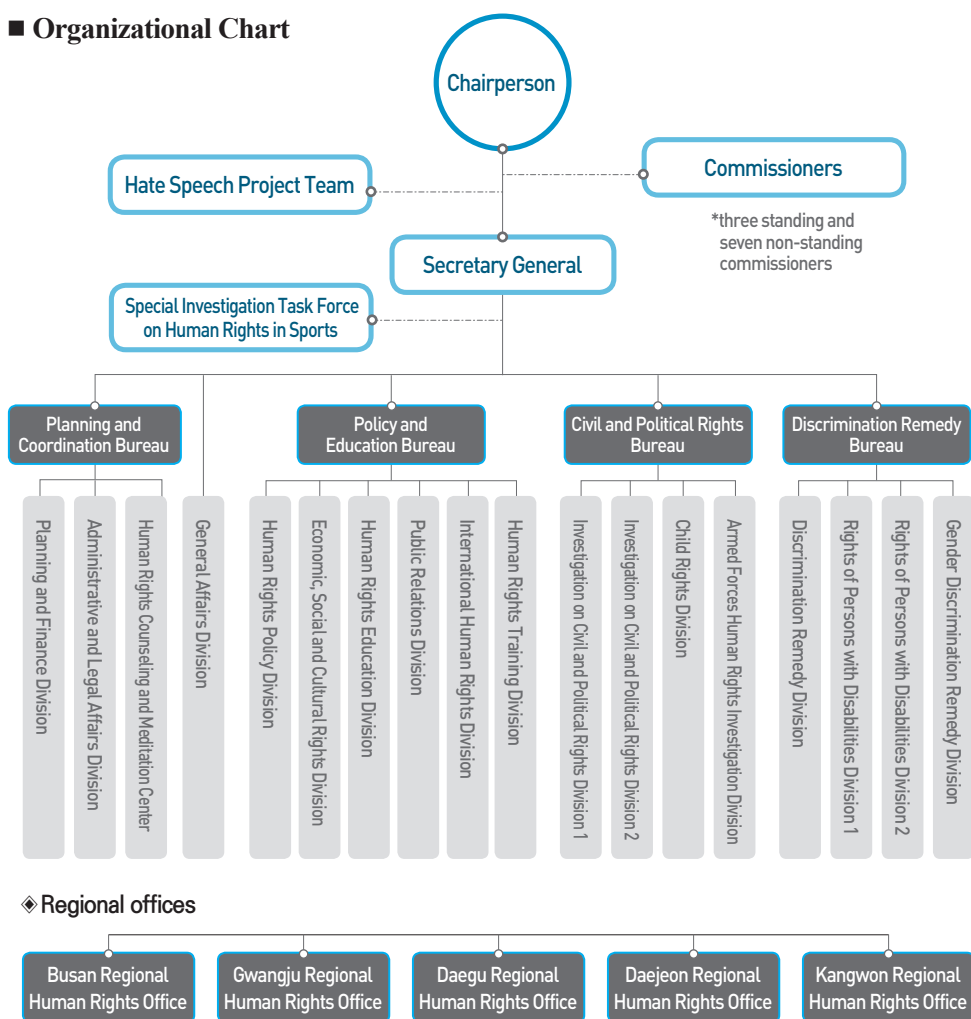 ■ Organizational Chart
Chairperson
Hate Speech Project Team
Commissioners
*three standing and
seven non-standing
commissioners
Secretary General
Special Investigation Task Force
on Human Rights in Sports
Planning and
Coordination Bureau
Policy and
Education Bureau
Civil and Political Rights
Bureau
Discrimination Remedy
Bureau
Planning and Finance Division
Administrative and Legal Affairs Division
Human Rights Counseling and Meditation Center
General Affairs Division
Human Rights Policy Division
Economic, Social and Cultural Rights Division
Human Rights Education Division
Public Relations Division
International Human Rights Division
Human Rights Training Division
Investigation on Civil and Political Rights Division 1
Investigation on Civil and Political Rights Division 2
Child Rights Division
Armed Forces Human Rights Investigation Division
Discrimination Remedy Division
Rights of Persons with Disabilities Division 1
Rights of Persons with Disabilities Division 2
Gender Discrimination Remedy Division
◈ Regional offices
Busan Regional
Human Rights Office
Gwangju Regional
Human Rights Office
Daegu Regional
Human Rights Office
Daejeon Regional
Human Rights Office
Kangwon Regional
Human Rights Office